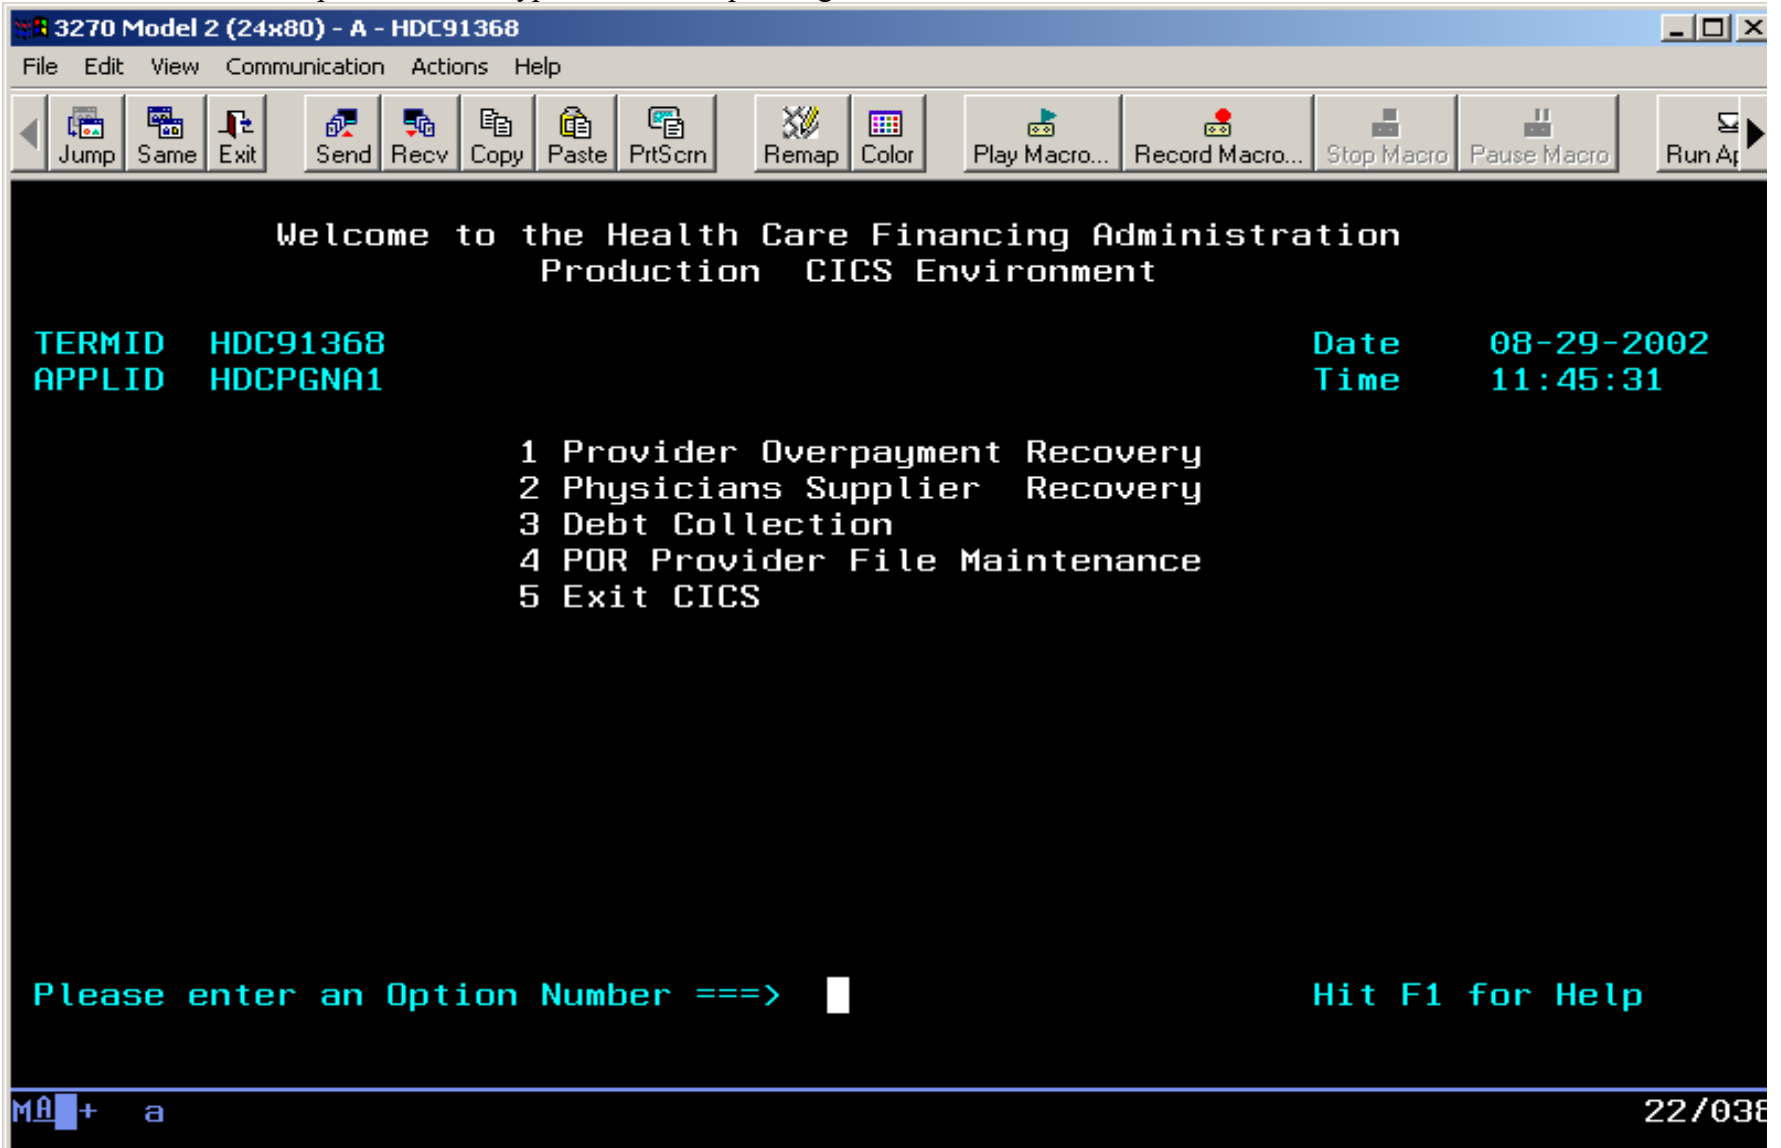 3270 Model 2 (24x80) - A - HDC91368
File Edit View Communication Actions Help
Jump Same Exit Send Recv Copy Paste PrtScrn Remap Color Play Macro... Record Macro... Stop Macro Pause Macro Run
Welcome to the Health Care Financing Administration
Production CICS Environment
TERMID HDC91368 Date 08-29-2002
APPLID HDCPGNA1 Time 11:45:31
1 Provider Overpayment Recovery
2 Physicians Supplier Recovery
3 Debt Collection
4 POR Provider File Maintenance
5 Exit CICS
Please enter an Option Number ===> Hit F1 for Help
MA + a 22/038